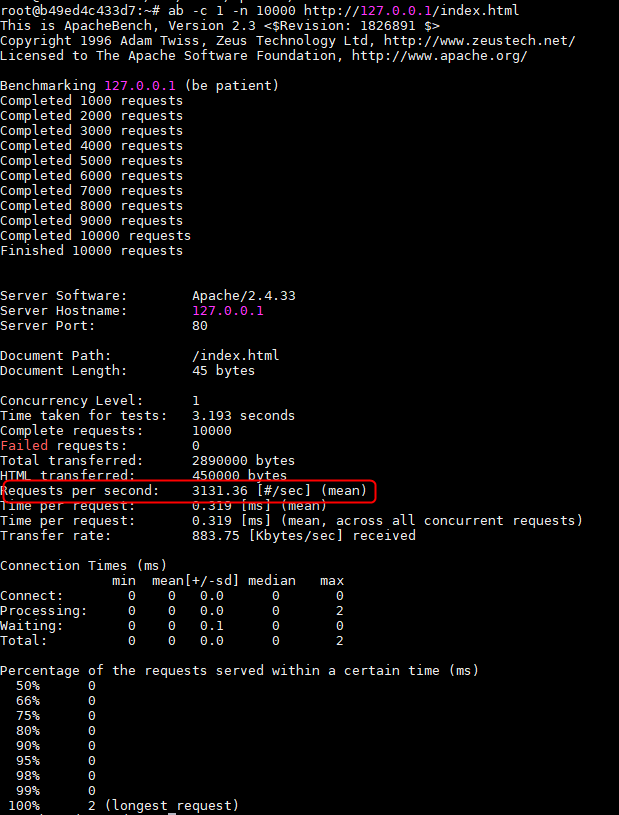 root@b49ed4c433d7:~# ab -c 1 -n 10000 http://127.0.0.1/index.html
This is ApacheBench, Version 2.3 <$Revision: 1826891 $>
Copyright 1996 Adam Twiss, Zeus Technology Ltd, http://www.zeustech.net/
Licensed to The Apache Software Foundation, http://www.apache.org/

Benchmarking 127.0.0.1 (be patient)
Completed 1000 requests
Completed 2000 requests
Completed 3000 requests
Completed 4000 requests
Completed 5000 requests
Completed 6000 requests
Completed 7000 requests
Completed 8000 requests
Completed 9000 requests
Completed 10000 requests
Finished 10000 requests

Server Software:        Apache/2.4.33
Server Hostname:        127.0.0.1
Server Port:            80

Document Path:          /index.html
Document Length:        45 bytes

Concurrency Level:      1
Time taken for tests:   3.193 seconds
Complete requests:      10000
Failed requests:        0
Total transferred:      2890000 bytes
HTML transferred:       450000 bytes
Requests per second:    3131.36 [#/sec] (mean)
Time per request:       0.319 [ms] (mean)
Time per request:       0.319 [ms] (mean, across all concurrent requests)
Transfer rate:          883.75 [Kbytes/sec] received

Connection Times (ms)
              min  mean[+/-sd] median   max
Connect:        0    0   0.0      0       0
Processing:     0    0   0.0      0       2
Waiting:        0    0   0.1      0       0
Total:          0    0   0.0      0       2

Percentage of the requests served within a certain time (ms)
  50%      0
  66%      0
  75%      0
  80%      0
  90%      0
  95%      0
  98%      0
  99%      0
 100%      2 (longest request)